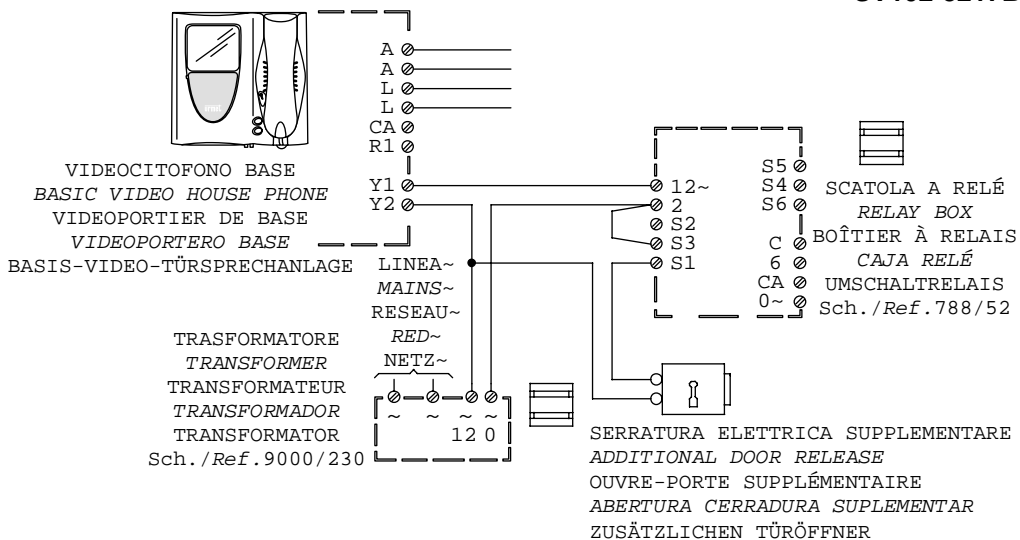 A
A
L
L
CA
R1
Y1
Y2
VIDEOCITOFONO BASE
BASIC VIDEO HOUSE PHONE
VIDEOPORTIER DE BASE
VIDEOPORTERO BASE
BASIS-VIDEO-TÜRSPRECHANLAGE
12~
2
S2
S3
S1
S5
S4
S6
C
6
CA
0~
SCATOLA A RELÉ
RELAY BOX
BOÎTIER À RELAIS
CAJA RELÉ
UMSCHALTRELAIS
Sch./Ref.788/52
LINEA~
MAINS~
RESEAU~
RED~
NETZ~
TRASFORMATORE
TRANSFORMER
TRANSFORMATEUR
TRANSFORMADOR
TRANSFORMATOR
Sch./Ref.9000/230
~ ~ ~ ~
12 0
SERRATURA ELETTRICA SUPPLEMENTARE
ADDITIONAL DOOR RELEASE
OUVRE-PORTE SUPPLÉMENTAIRE
ABERTURA CERRADURA SUPLEMENTAR
ZUSÄTZLICHEN TÜRÖFFNER